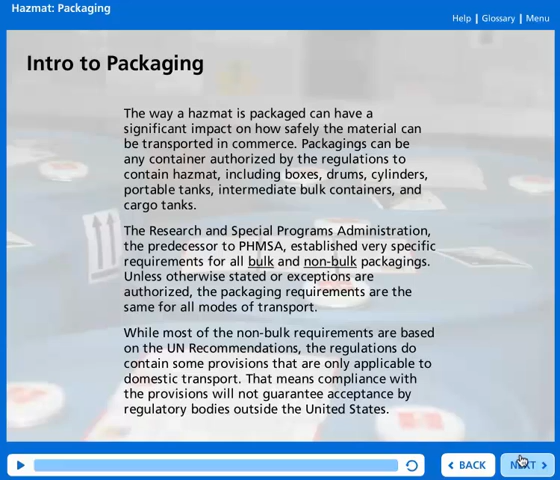 Hazmat: Packaging
Help | Glossary | Menu
Intro to Packaging
The way a hazmat is packaged can have a
significant impact on how safely the material can
be transported in commerce. Packagings can be
any container authorized by the regulations to
contain hazmat, including boxes, drums, cylinders,
portable tanks, intermediate bulk containers, and
cargo tanks.
The Research and Special Programs Administration,
the predecessor to PHMSA, established very specific
requirements for all bulk and non-bulk packagings.
Unless otherwise stated or exceptions are
authorized, the packaging requirements are the
same for all modes of transport.
While most of the non-bulk requirements are based
on the UN Recommendations, the regulations do
contain some provisions that are only applicable to
domestic transport. That means compliance with
the provisions will not guarantee acceptance by
regulatory bodies outside the United States.
BACK
NEXT